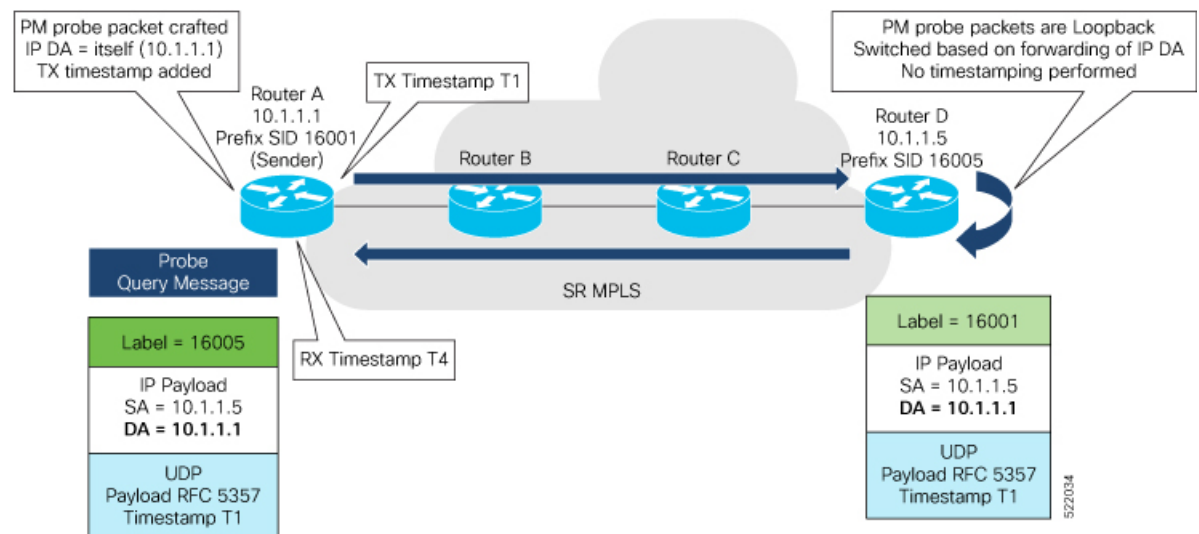 PM probe packet crafted
IP DA = itself (10.1.1.1)
TX timestamp added
TX Timestamp T1
PM probe packets are Loopback
Switched based on forwarding of IP DA
No timestamping performed
Router A
10.1.1.1
Prefix SID 16001
(Sender)
Router B
Router C
Router D
10.1.1.5
Prefix SID 16005
Probe
Query Message
SR MPLS
RX Timestamp T4
Label = 16005
IP Payload
SA = 10.1.1.5
DA = 10.1.1.1
UDP
Payload RFC 5357
Timestamp T1
Label = 16001
IP Payload
SA = 10.1.1.5
DA = 10.1.1.1
UDP
Payload RFC 5357
Timestamp T1
522034